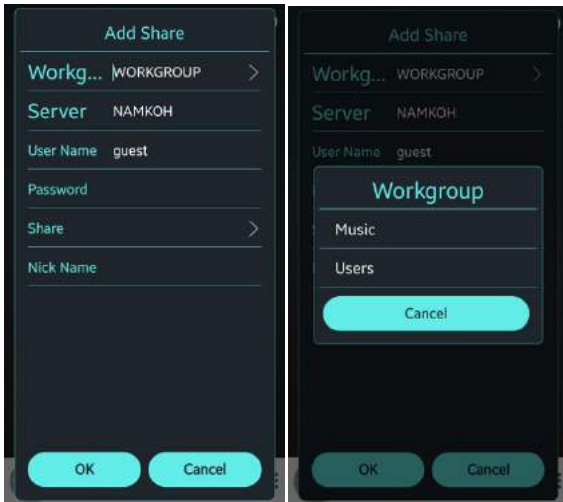 Add Share
Workg... WORKGROUP
Server NAMKOH
User Name guest
Password
Share
Nick Name
OK Cancel
Add Share
Workg... WORKGROUP
Server NAMKOH
User Name guest
Workgroup
Music
Users
Cancel
OK Cancel